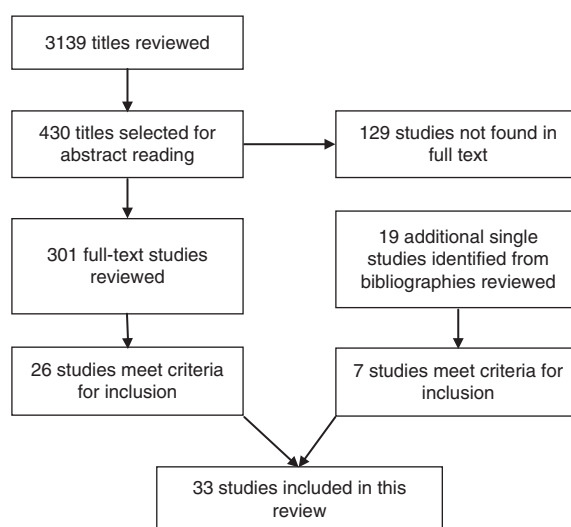 3139 titles reviewed
430 titles selected for
abstract reading
129 studies not found in
full text
301 full-text studies
reviewed
19 additional single
studies identified from
bibliographies reviewed
26 studies meet criteria
for inclusion
7 studies meet criteria for
inclusion
33 studies included in this
review